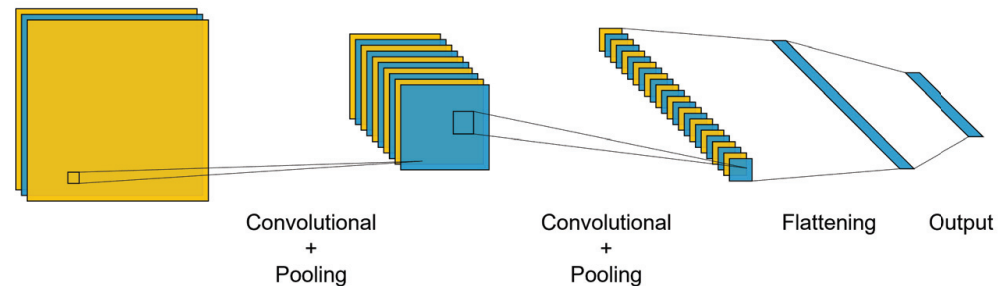 Convolutional
+
Pooling
Convolutional
+
Pooling
Flattening
Output